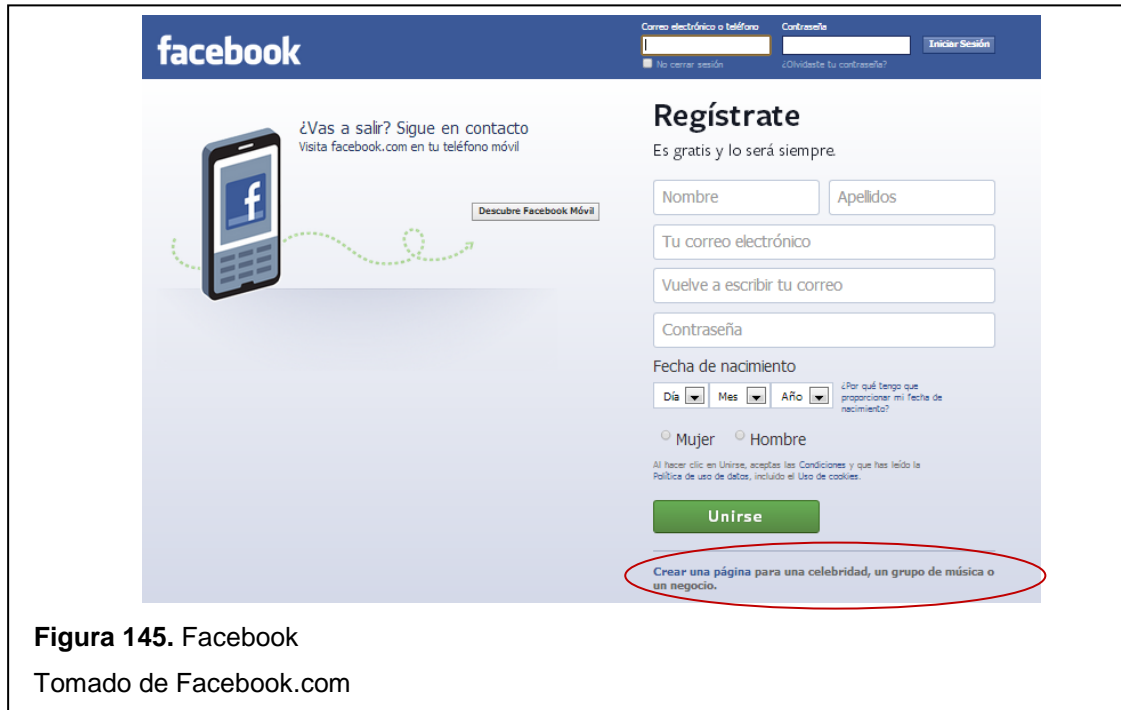 facebook
Correo electrónico o teléfono
Contraseña
Iniciar Sesión
No cerrar sesión
¿Olvidaste tu contraseña?
¿Vas a salir? Sigue en contacto
Visita facebook.com en tu teléfono móvil
f
Descubre Facebook Móvil
Regístrate
Es gratis y lo será siempre.
Nombre
Apellidos
Tu correo electrónico
Vuelve a escribir tu correo
Contraseña
Fecha de nacimiento
Día
Mes
Año
¿Por qué tengo que
proporcionar mi fecha de
nacimiento?
Mujer
Hombre
Al hacer clic en Unirse, aceptas las Condiciones y que has leído la
Política de uso de datos, incluido el Uso de cookies.
Unirse
Crear una página para una celebridad, un grupo de música o
un negocio.
Figura 145. Facebook
Tomado de Facebook.com